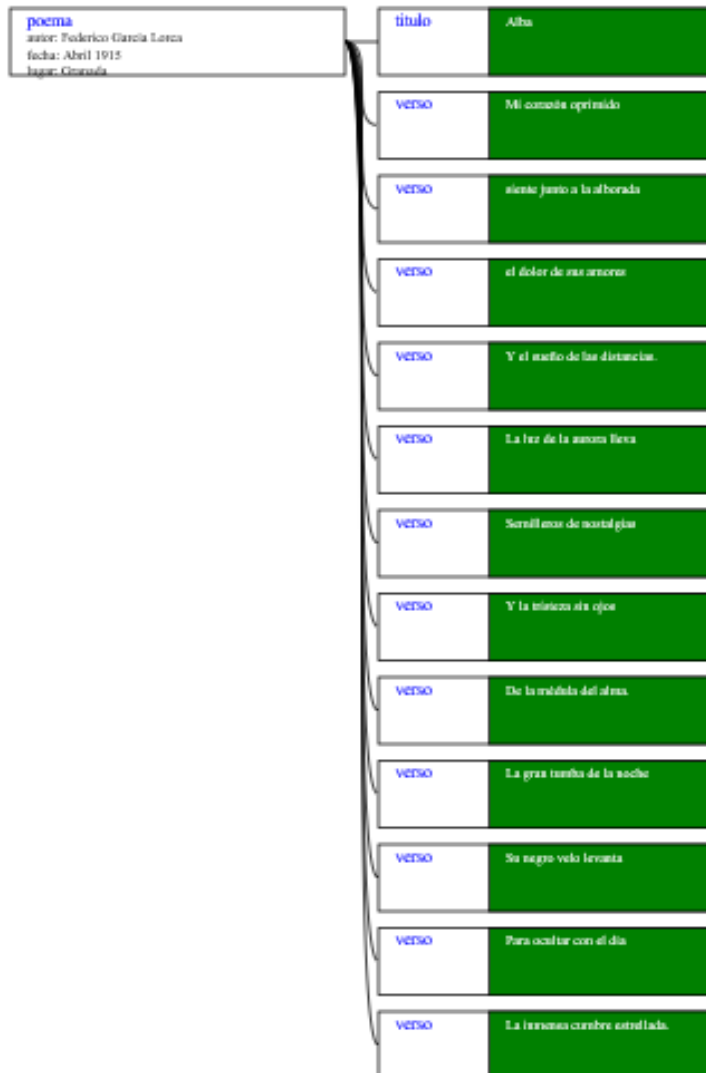 poema
autor: Federico García Lorca
fecha: Abril 1915
lugar: Granada
titulo
Alba
verso
Mi corazón oprimido
verso
siente junto a la alborada
verso
el dolor de sus amores
verso
Y el sueño de las distancias.
verso
La luz de la aurora lleva
verso
Semilleros de nostalgias
verso
Y la tristeza sin ojos
verso
De la médula del alma.
verso
La gran tumba de la noche
verso
Su negro velo levanta
verso
Para ocultar con el dia
verso
La inmensa cumbre estrellada.